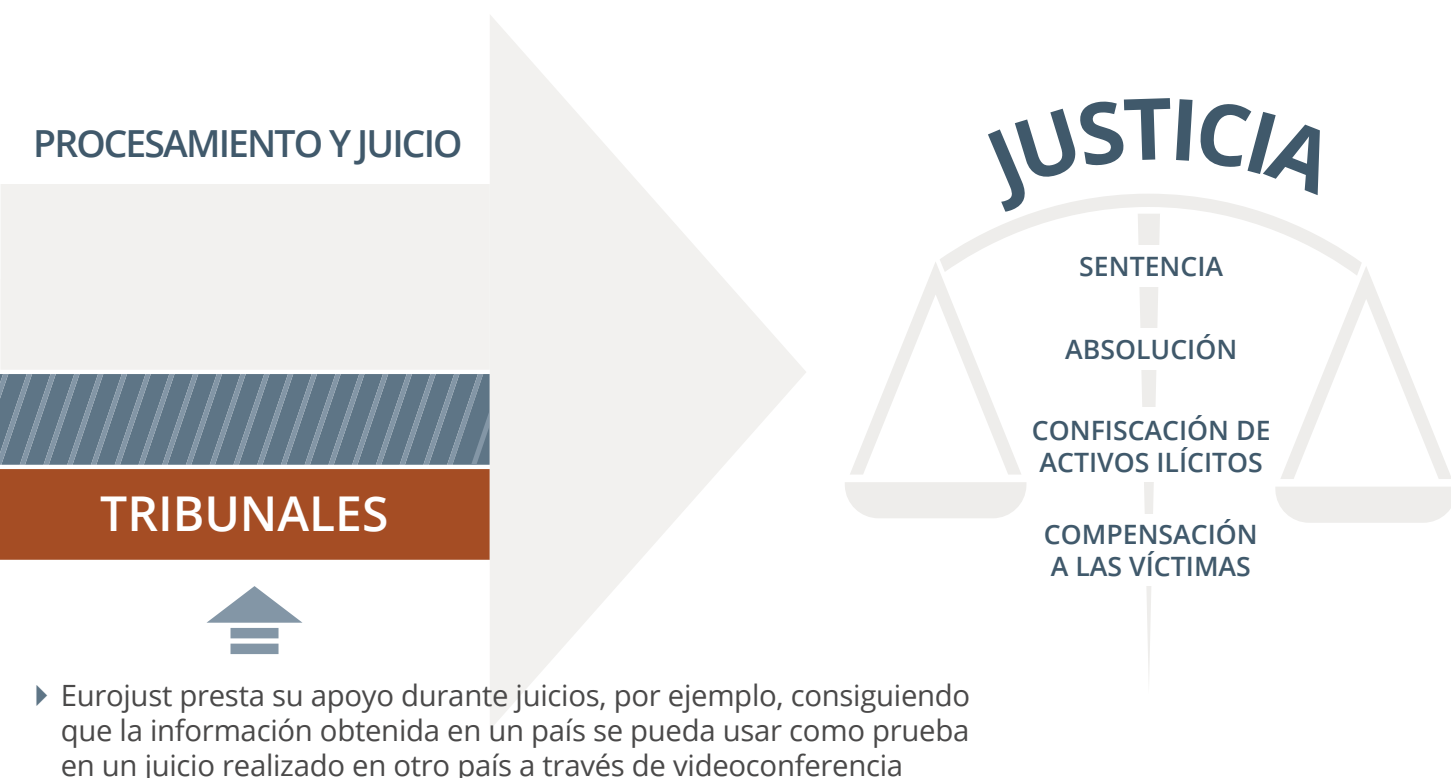 PROCESAMIENTO Y JUICIO
TRIBUNALES
Eurojust presta su apoyo durante juicios, por ejemplo, consiguiendo
que la información obtenida en un país se pueda usar como prueba
en un juicio realizado en otro país a través de videoconferencia
JUSTICIA
SENTENCIA
ABSOLUCIÓN
CONFISCACIÓN DE
ACTIVOS ILÍCITOS
COMPENSACIÓN
A LAS VÍCTIMAS